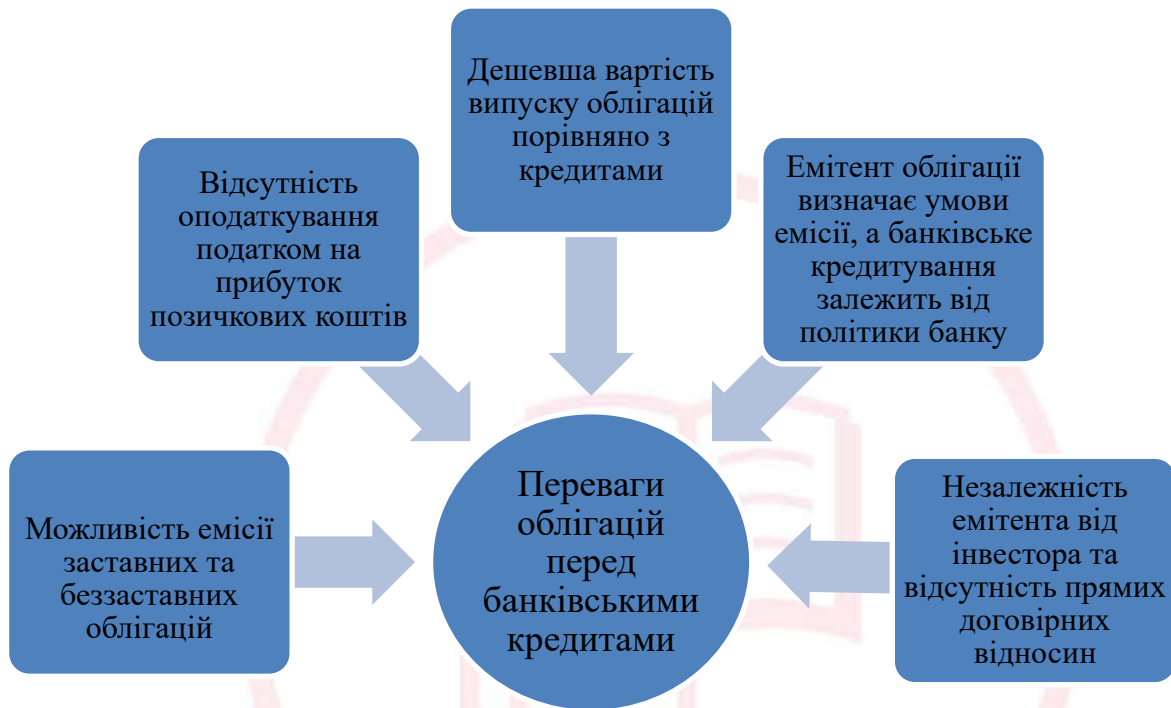 Дешевша вартість
випуску облігацій
порівняно з
кредитами
Відсутність
оподаткування
податком на
прибуток
позичкових коштів
Емітент облігації
визначає умови
емісії, а банківське
кредитування
залежить від
політики банку
Можливість емісії
заставних та
беззаставних
облігацій
Переваги
облігацій
перед
банківськими
кредитами
Незалежність
емітента від
інвестора та
відсутність прямих
договірних
відносин